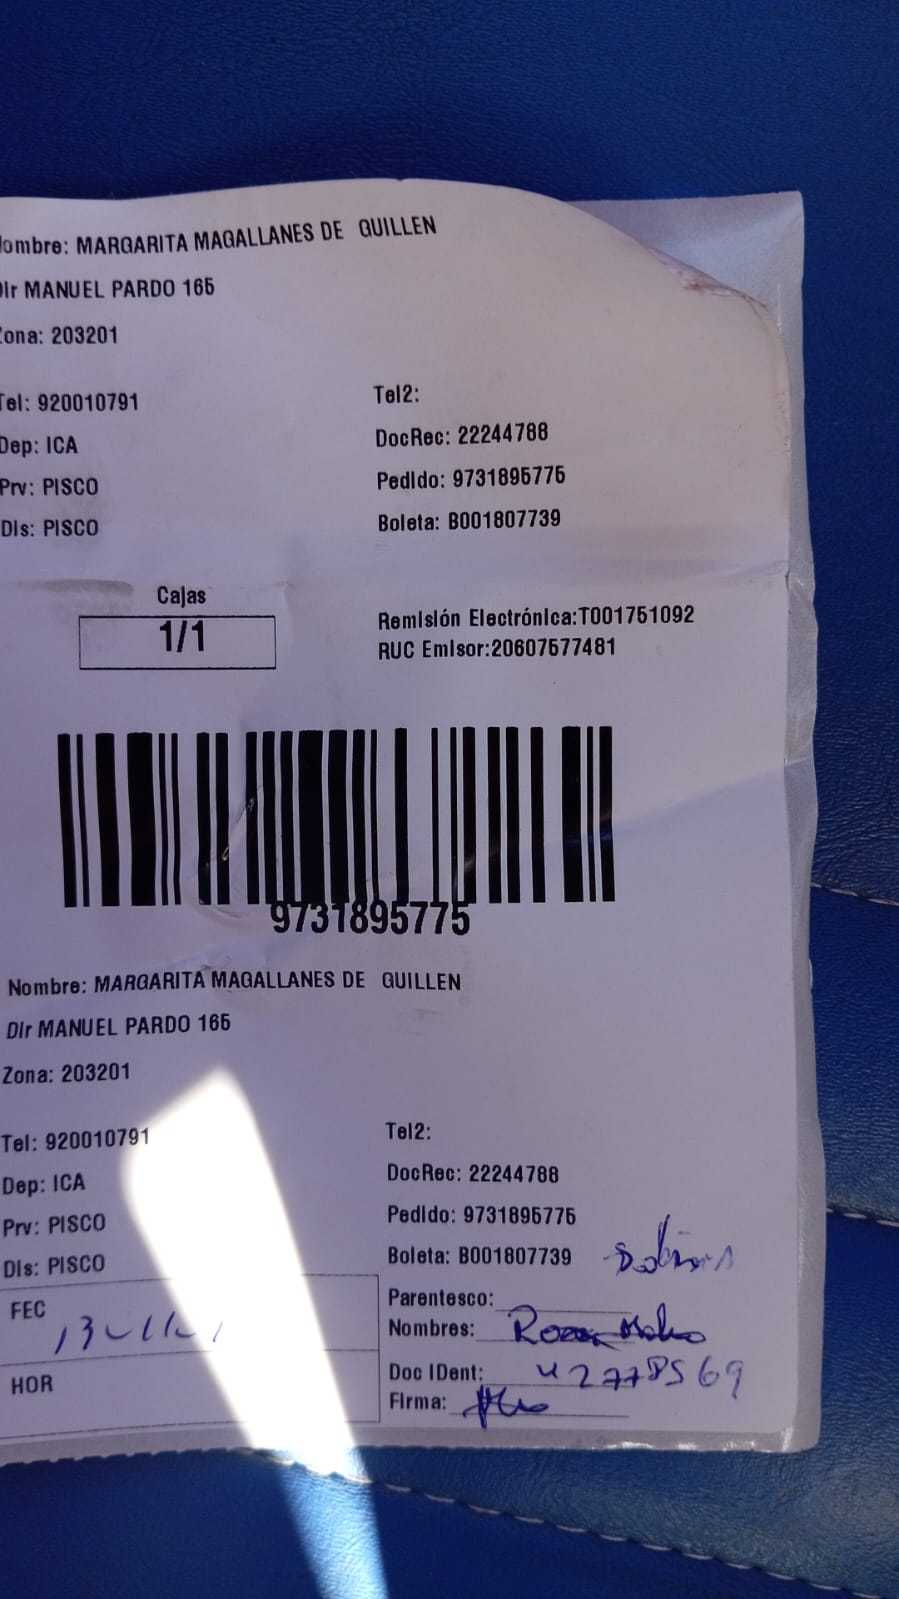 ombre: MARGARITA MAGALLANES DE GUILLEN
Dir MANUEL PARDO 165
Zona: 203201
Tel: 920010791 Tel2:
Dep: ICA DocRec: 22244788
Prv: PISCO Pedido: 9731895775
Dis: PISCO Boleta: B001807739
Cajas
1/1
Remisión Electrónica:T001751092
RUC Emisor:20607577481
9731895775
Nombre: MARGARITA MAGALLANES DE GUILLEN
Dir MANUEL PARDO 165
Zona: 203201
Tel: 920010791 Tel2:
Dep: ICA DocRec: 22244788
Prv: PISCO Pedido: 9731895775
Dis: PISCO Boleta: B001807739
Parentesco:
FEC
Nombres:
HOR
Doc IDent: 42778569
Firma: